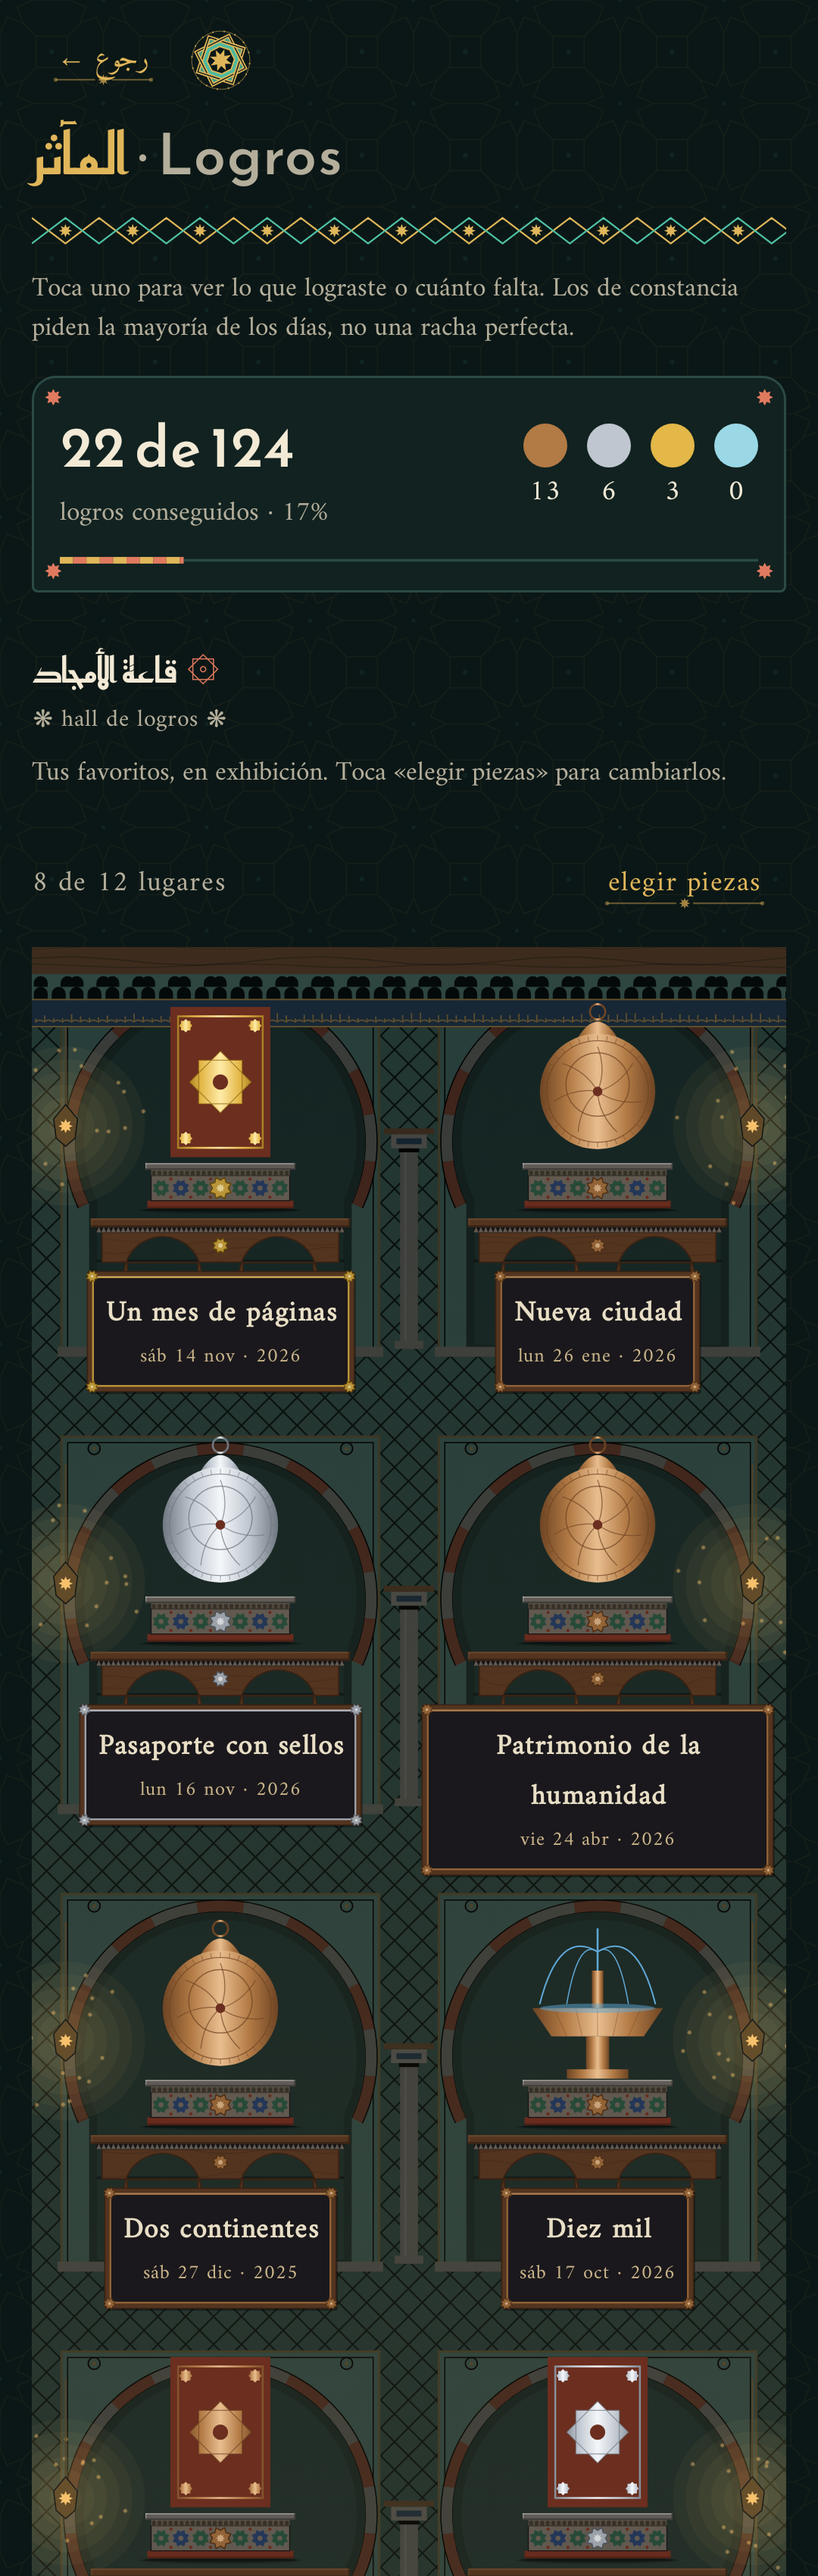 رجوع ←
المآثر · Logros
Toca uno para ver lo que lograste o cuánto falta. Los de constancia
piden la mayoría de los días, no una racha perfecta.
22 de 124
13 6 3 0
logros conseguidos · 17%
قاعة الأمجاد
hall de logros
Tus favoritos, en exhibición. Toca «elegir piezas» para cambiarlos.
8 de 12 lugares
elegir piezas
Un mes de páginas
sáb 14 nov · 2026
Nueva ciudad
lun 26 ene · 2026
Pasaporte con sellos
lun 16 nov · 2026
Patrimonio de la
humanidad
vie 24 abr · 2026
Dos continentes
sáb 27 dic · 2025
Diez mil
sáb 17 oct · 2026